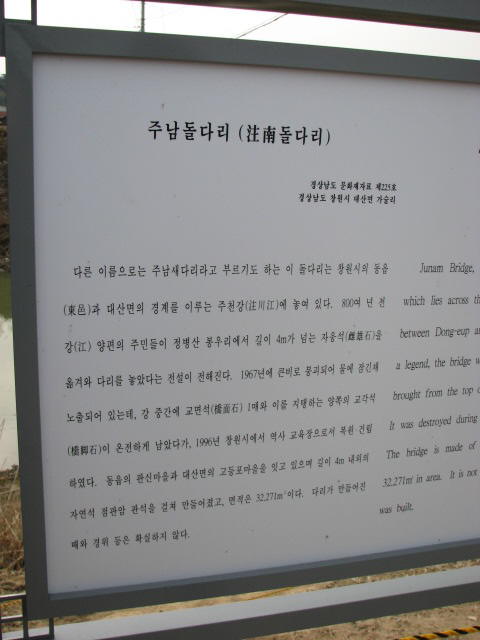 주남돌다리 (注南돌다리)
경상남도 문화재자료 제225호
경상남도 창원시 대산면 가술리
다른 이름으로는 주남새다리라고 부르기도 하는 이 돌다리는 창원시의 동읍
(東邑)과 대산면의 경계를 이루는 주천강(注川江)에 놓여 있다. 800여 년 전
강(江) 양편의 주민들이 정병산 봉우리에서 길이 4m가 넘는 자웅석(雌雄石)을
옮겨와 다리를 놓았다는 전설이 전해진다. 1967년에 큰비로 붕괴되어 물에 잠긴채
노출되어 있는데, 강 중간에 교면석(橋面石) 1매와 이를 지탱하는 양쪽의 교각석
(橋脚石)이 온전하게 남았다가, 1996년 창원시에서 역사 교육장으로서 복원 건립
하였다. 동읍의 판신마을과 대산면의 고등포마을을 잇고 있으며 길이 4m 내외의
자연석 점판암 판석을 걸쳐 만들어졌고, 면적은 32.271㎡이다. 다리가 만들어진
때와 경위 등은 확실하지 않다.
Junam Bridge,
which lies across th
between Dong-eup a
a legend, the bridge w
brought from the top o
It was destroyed during
The bridge is made of
32.271㎡ in area. It is not
was built.